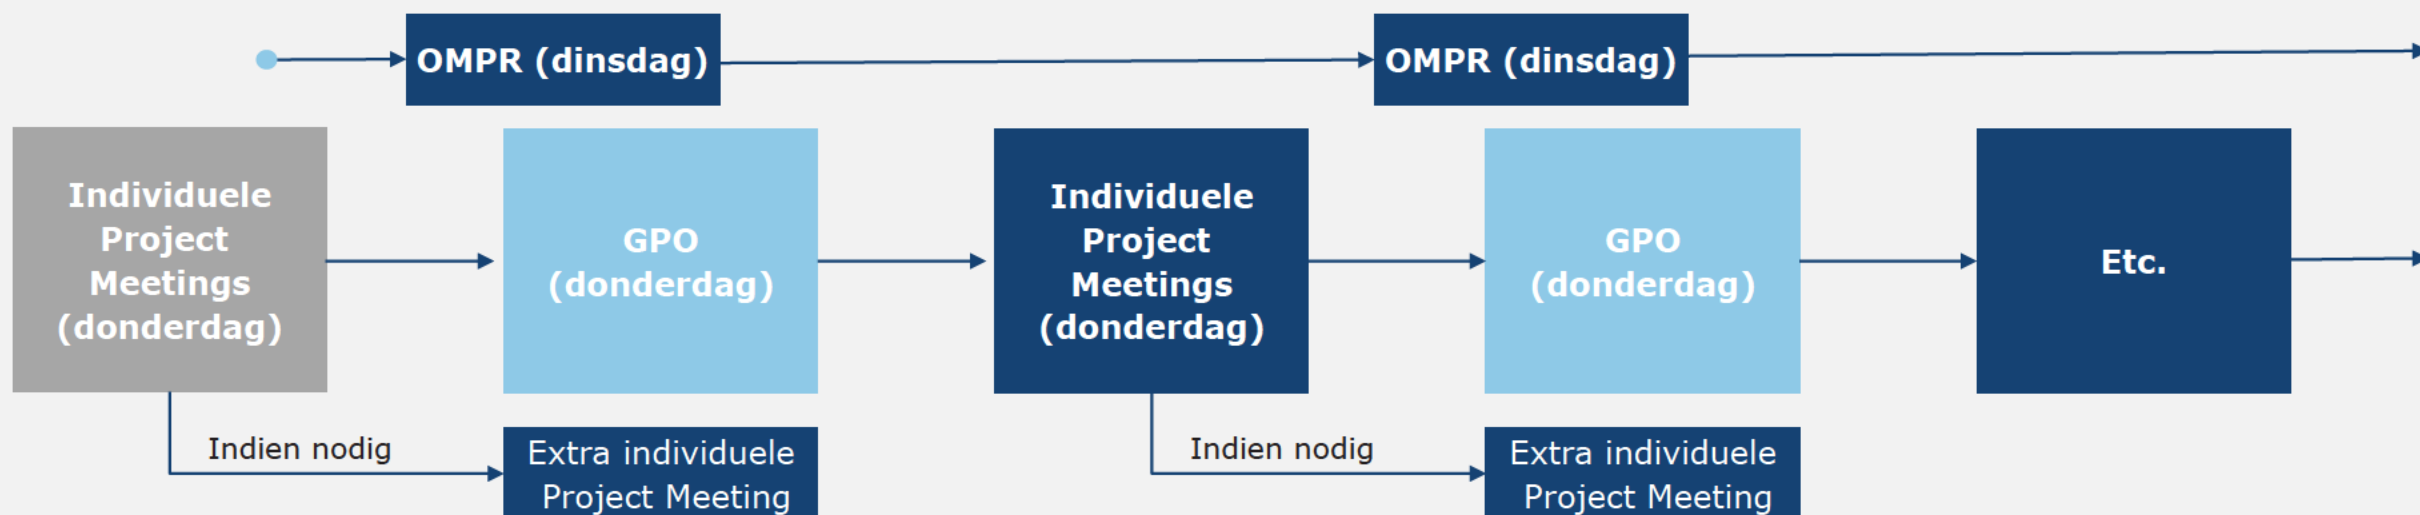 OMPR (dinsdag)
OMPR (dinsdag)
Individuele
Project
Meetings
(donderdag)
GPO
(donderdag)
Individuele
Project
Meetings
(donderdag)
GPO
(donderdag)
Etc.
Indien nodig
Extra individuele
Project Meeting
Indien nodig
Extra individuele
Project Meeting